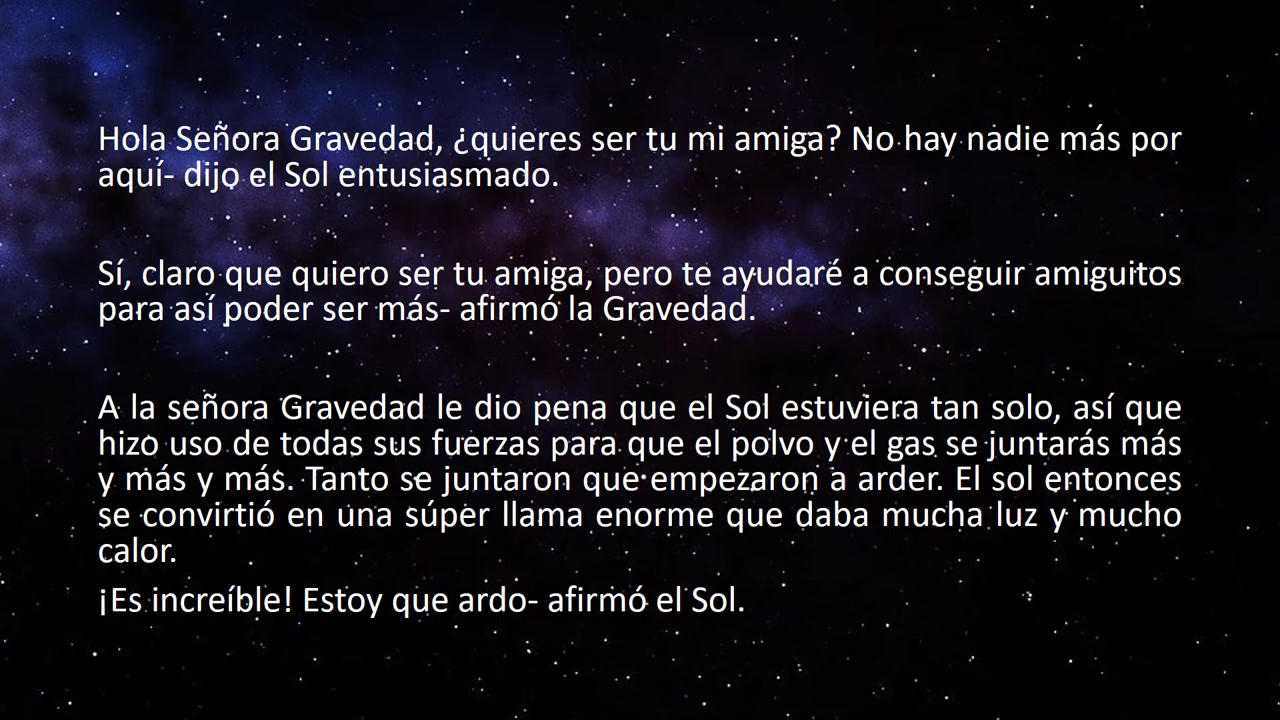 Hola Señora Gravedad, ¿quieres ser tu mi amiga? No hay nadie más por
aquí- dijo el Sol entusiasmado.
Sí, claro que quiero ser tu amiga, pero te ayudaré a conseguir amiguitos
para así poder ser más- afirmó la Gravedad.
A la señora Gravedad le dio pena que el Sol estuviera tan solo, así que
hizo uso de todas sus fuerzas para que el polvo y el gas se juntarás más
y más y más. Tanto se juntaron que empezaron a arder. El sol entonces
se convirtió en una súper llama enorme que daba mucha luz y mucho
calor.
¡Es increíble! Estoy que ardo- afirmó el Sol.